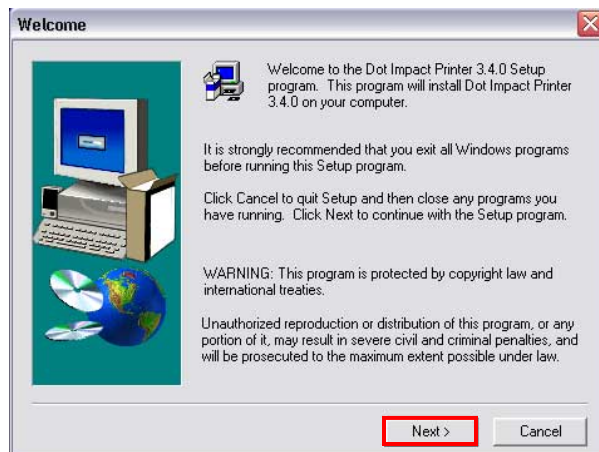 Welcome
Welcome to the Dot Impact Printer 3.4.0 Setup
program. This program will install Dot Impact Printer
3.4.0 on your computer.
It is strongly recommended that you exit all Windows programs
before running this Setup program.
Click Cancel to quit Setup and then close any programs you
have running. Click Next to continue with the Setup program.
WARNING: This program is protected by copyright law and
international treaties.
Unauthorized reproduction or distribution of this program, or any
portion of it, may result in severe civil and criminal penalties, and
will be prosecuted to the maximum extent possible under law.
Next >
Cancel